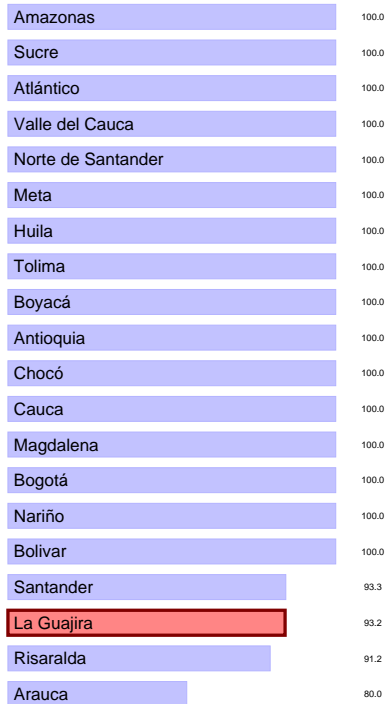 Amazonas 100.0
Sucre 100.0
Atlántico 100.0
Valle del Cauca 100.0
Norte de Santander 100.0
Meta 100.0
Huila 100.0
Tolima 100.0
Boyacá 100.0
Antioquia 100.0
Chocó 100.0
Cauca 100.0
Magdalena 100.0
Bogotá 100.0
Nariño 100.0
Bolivar 100.0
Santander 93.3
La Guajira 93.2
Risaralda 91.2
Arauca 80.0